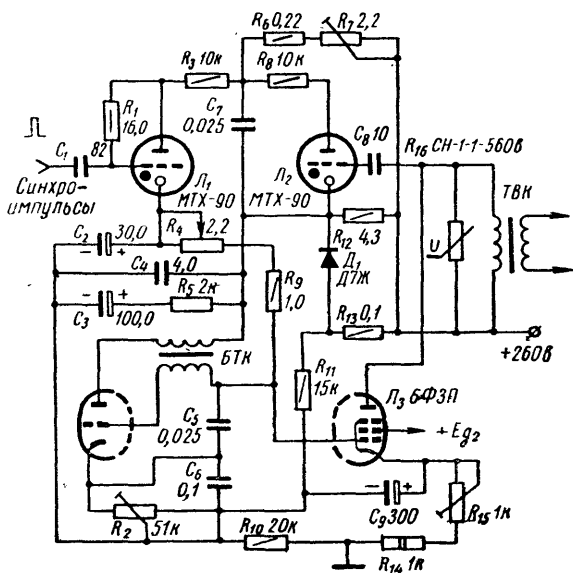 R6 0,22
R7 2,2
R3 10к
R8 10к
R1
16,0
C7
0,025
C8 10
R16 СН-1-1-560в
C1
82
Л1
Л2
ТВК
Синхро-
импульсы
МТХ-90
МТХ-90
R4
2,2
R12
4,3
C2
30,0
+
Д1
Д7Ж
U
C4
4,0
R9
1,0
− +
R5 2к
C3
100,0
R13 0,1
+260в
БТК
R11
15к
Л3 6Ф3П
C5
0,025
+Eg2
C6
0,1
− +
C9 300
R15 1к
R2
51к
R10 20к
R14 1к